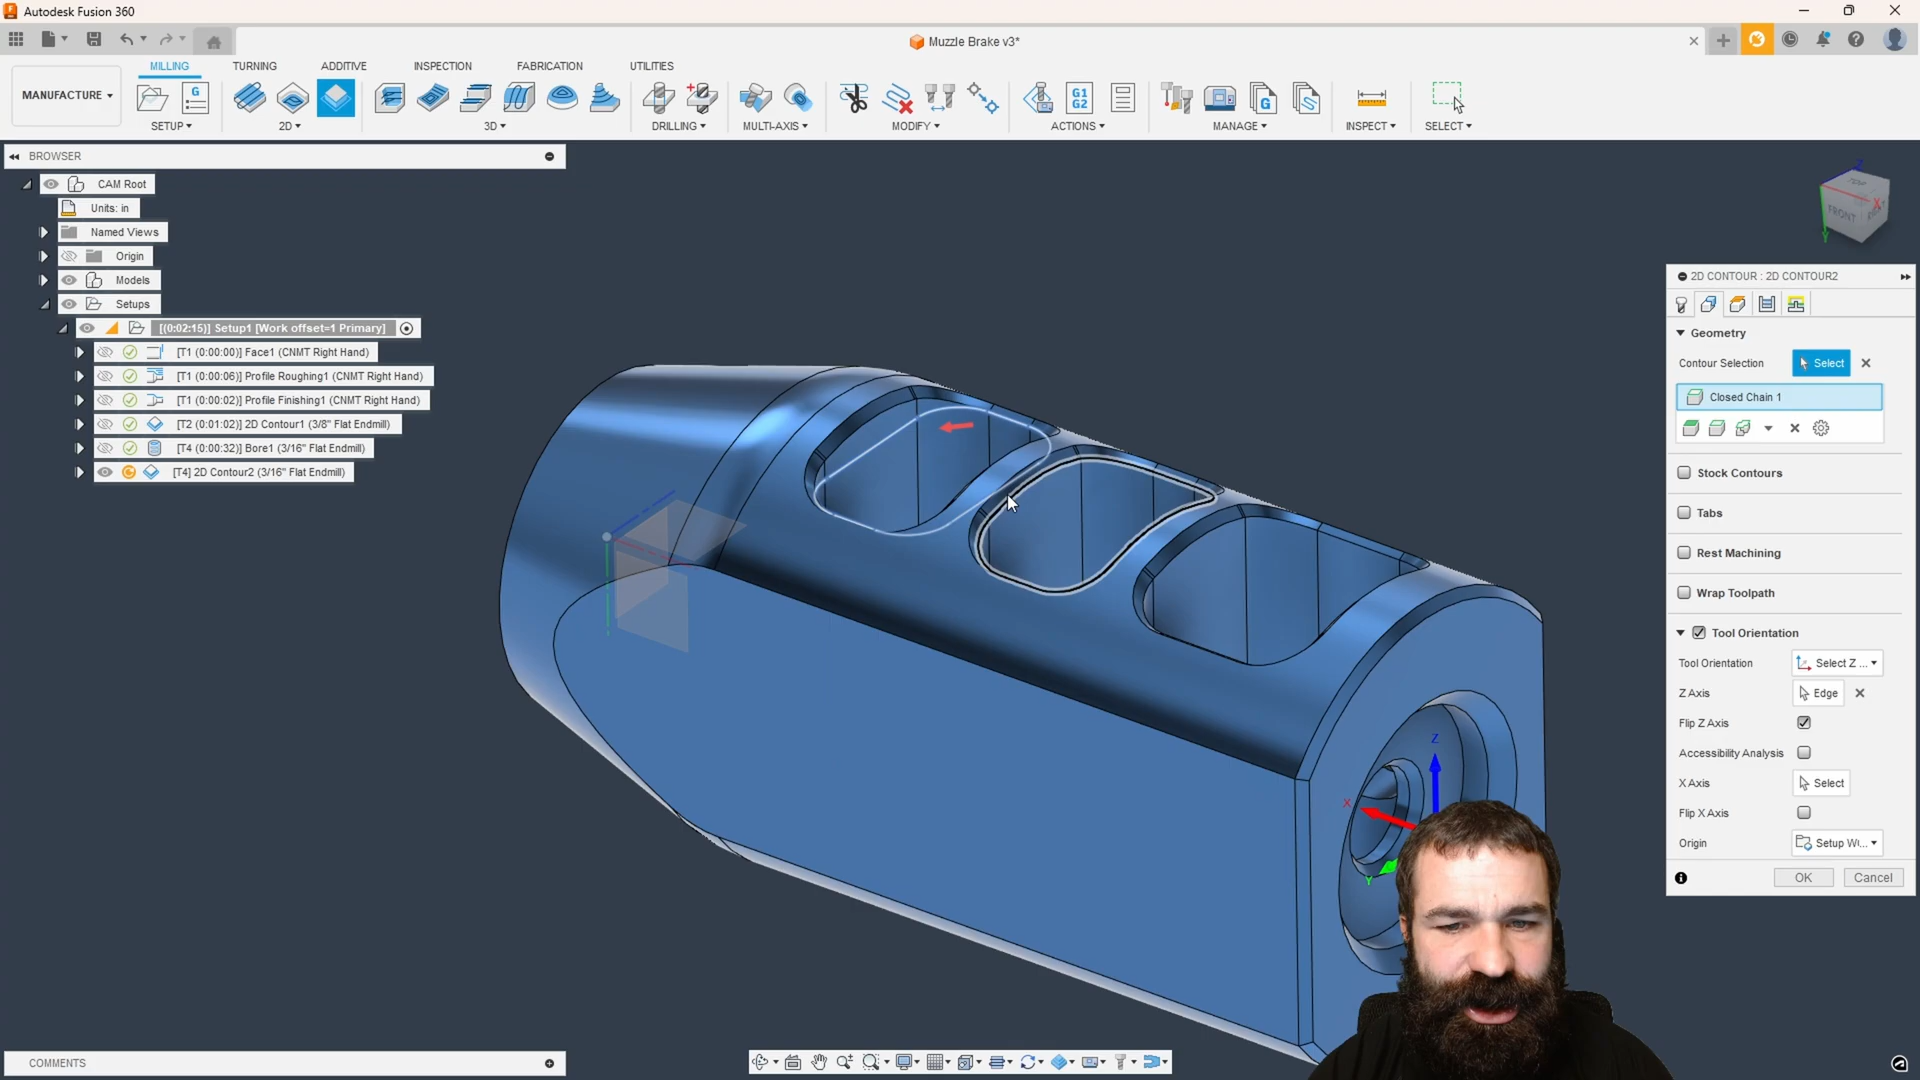 Autodesk Fusion 360
Muzzle Brake v3*
MILLING TURNING ADDITIVE INSPECTION FABRICATION UTILITIES
MANUFACTURE
SETUP 2D 3D DRILLING MULTI-AXIS MODIFY ACTIONS MANAGE INSPECT SELECT
G
G1
G2
G
BROWSER
CAM Root
Units: in
Named Views
Origin
Models
Setups
[(0:02:15)] Setup1 [Work offset=1 Primary]
[T1 (0:00:00)] Face1 (CNMT Right Hand)
[T1 (0:00:06)] Profile Roughing1 (CNMT Right Hand)
[T1 (0:00:02)] Profile Finishing1 (CNMT Right Hand)
[T2 (0:01:02)] 2D Contour1 (3/8" Flat Endmill)
[T4 (0:00:32)] Bore1 (3/16" Flat Endmill)
[T4] 2D Contour2 (3/16" Flat Endmill)
Z
TOP
FRONT
RIGHT
X
Y
2D CONTOUR : 2D CONTOUR2
Geometry
Contour Selection Select
Closed Chain 1
Stock Contours
Tabs
Rest Machining
Wrap Toolpath
Tool Orientation
Tool Orientation Select Z ...
Z Axis Edge
Flip Z Axis
Accessibility Analysis
X Axis Select
Flip X Axis
Origin Setup W...
OK Cancel
Z
X
Y
COMMENTS